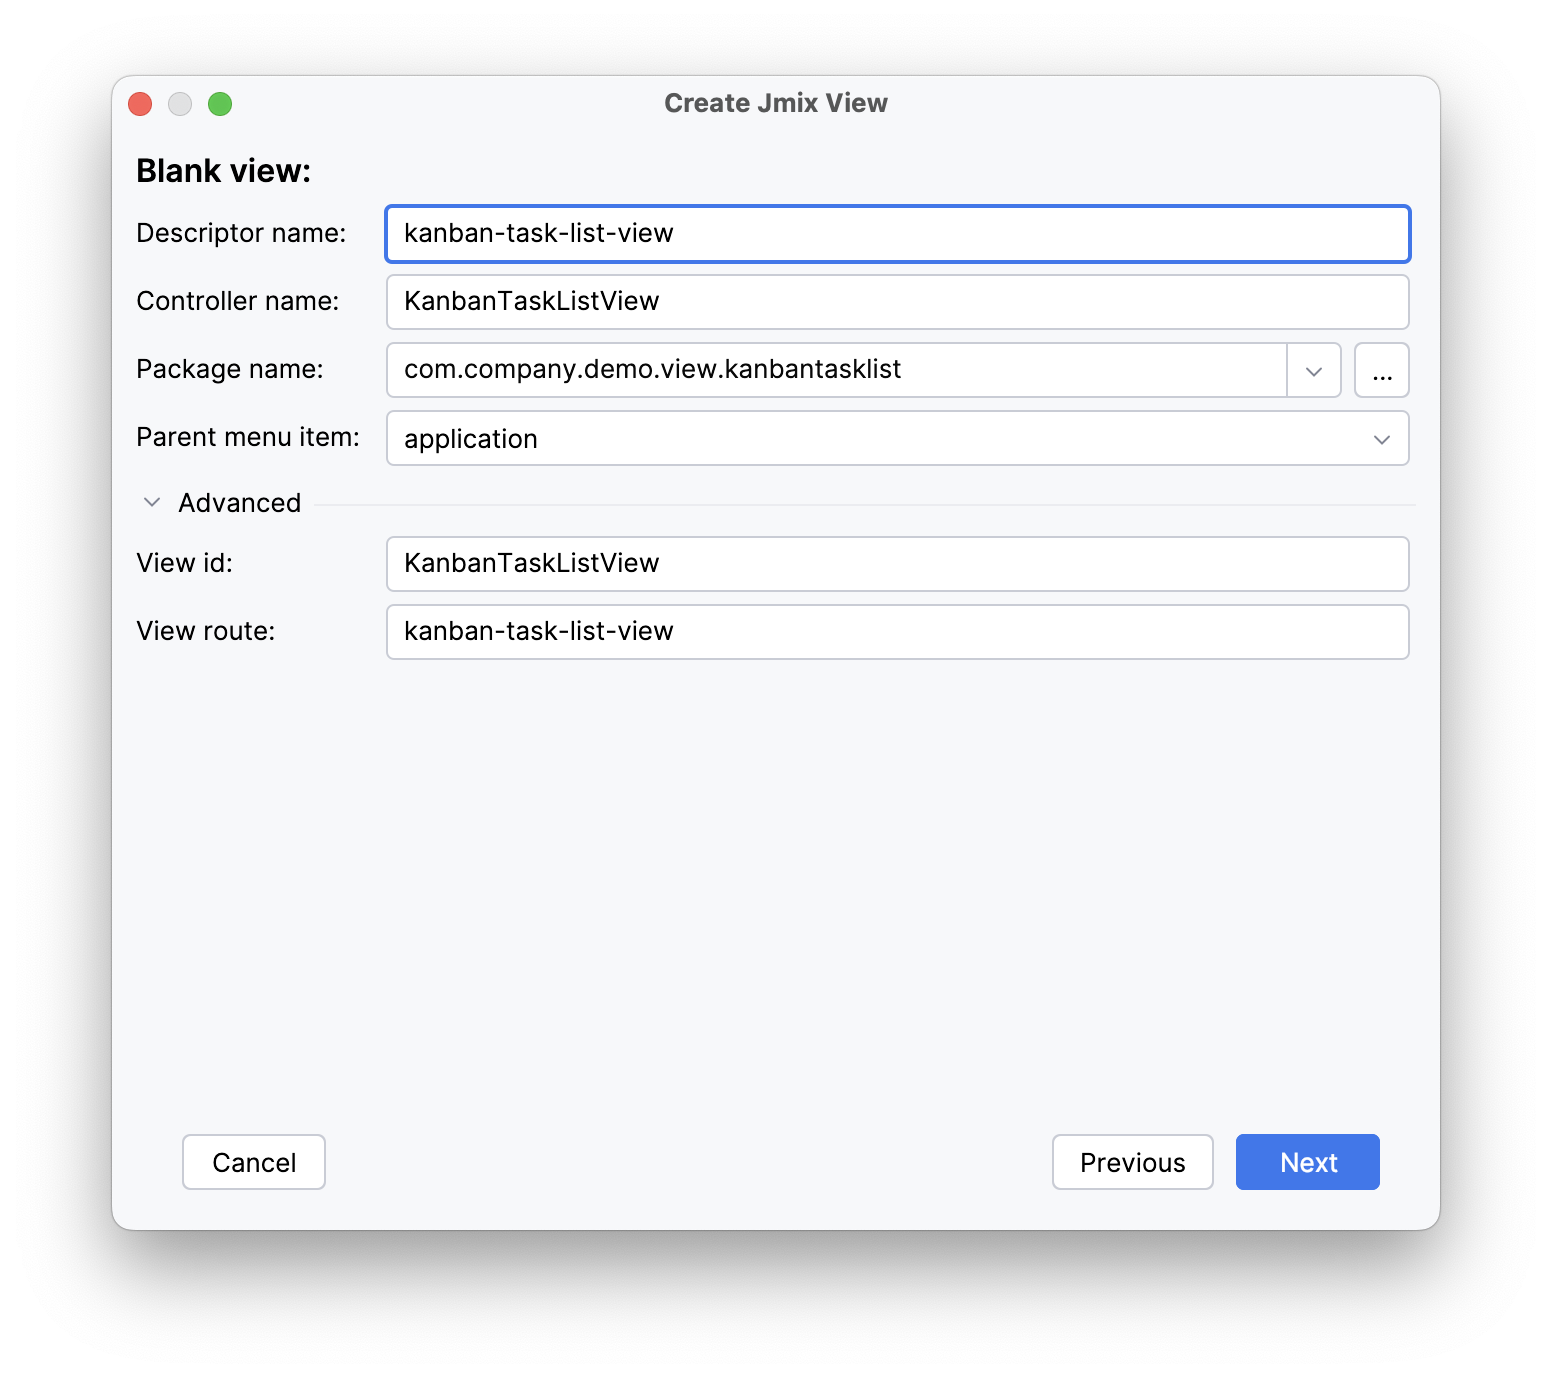 Create Jmix View
Blank view:
Descriptor name: kanban-task-list-view
Controller name: KanbanTaskListView
Package name: com.company.demo.view.kanbantasklist ...
Parent menu item: application
Advanced
View id: KanbanTaskListView
View route: kanban-task-list-view
Cancel Previous Next